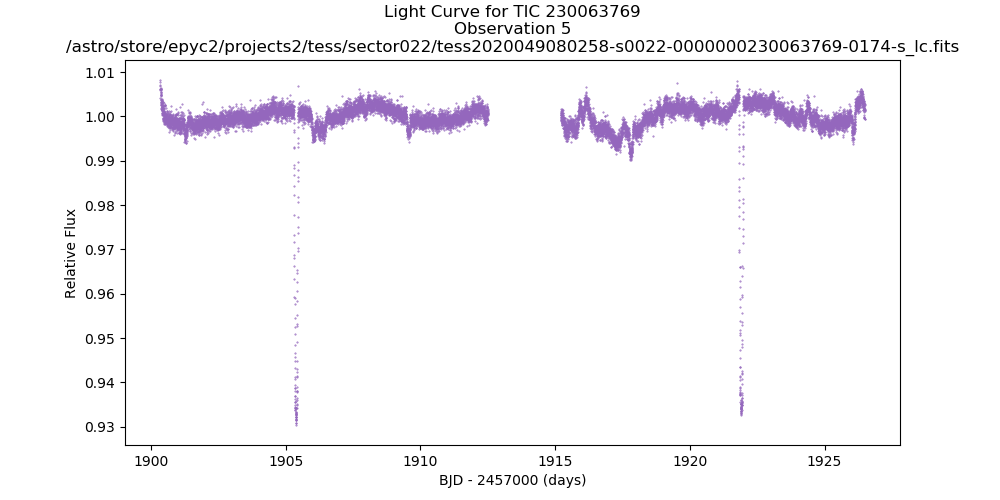 Light Curve for TIC 230063769
Observation 5
/astro/store/epyc2/projects2/tess/sector022/tess2020049080258-s0022-0000000230063769-0174-s_lc.fits
1.01
1.00
0.99
0.98
0.97
0.96
0.95
0.94
0.93
Relative Flux
1900 1905 1910 1915 1920 1925
BJD - 2457000 (days)